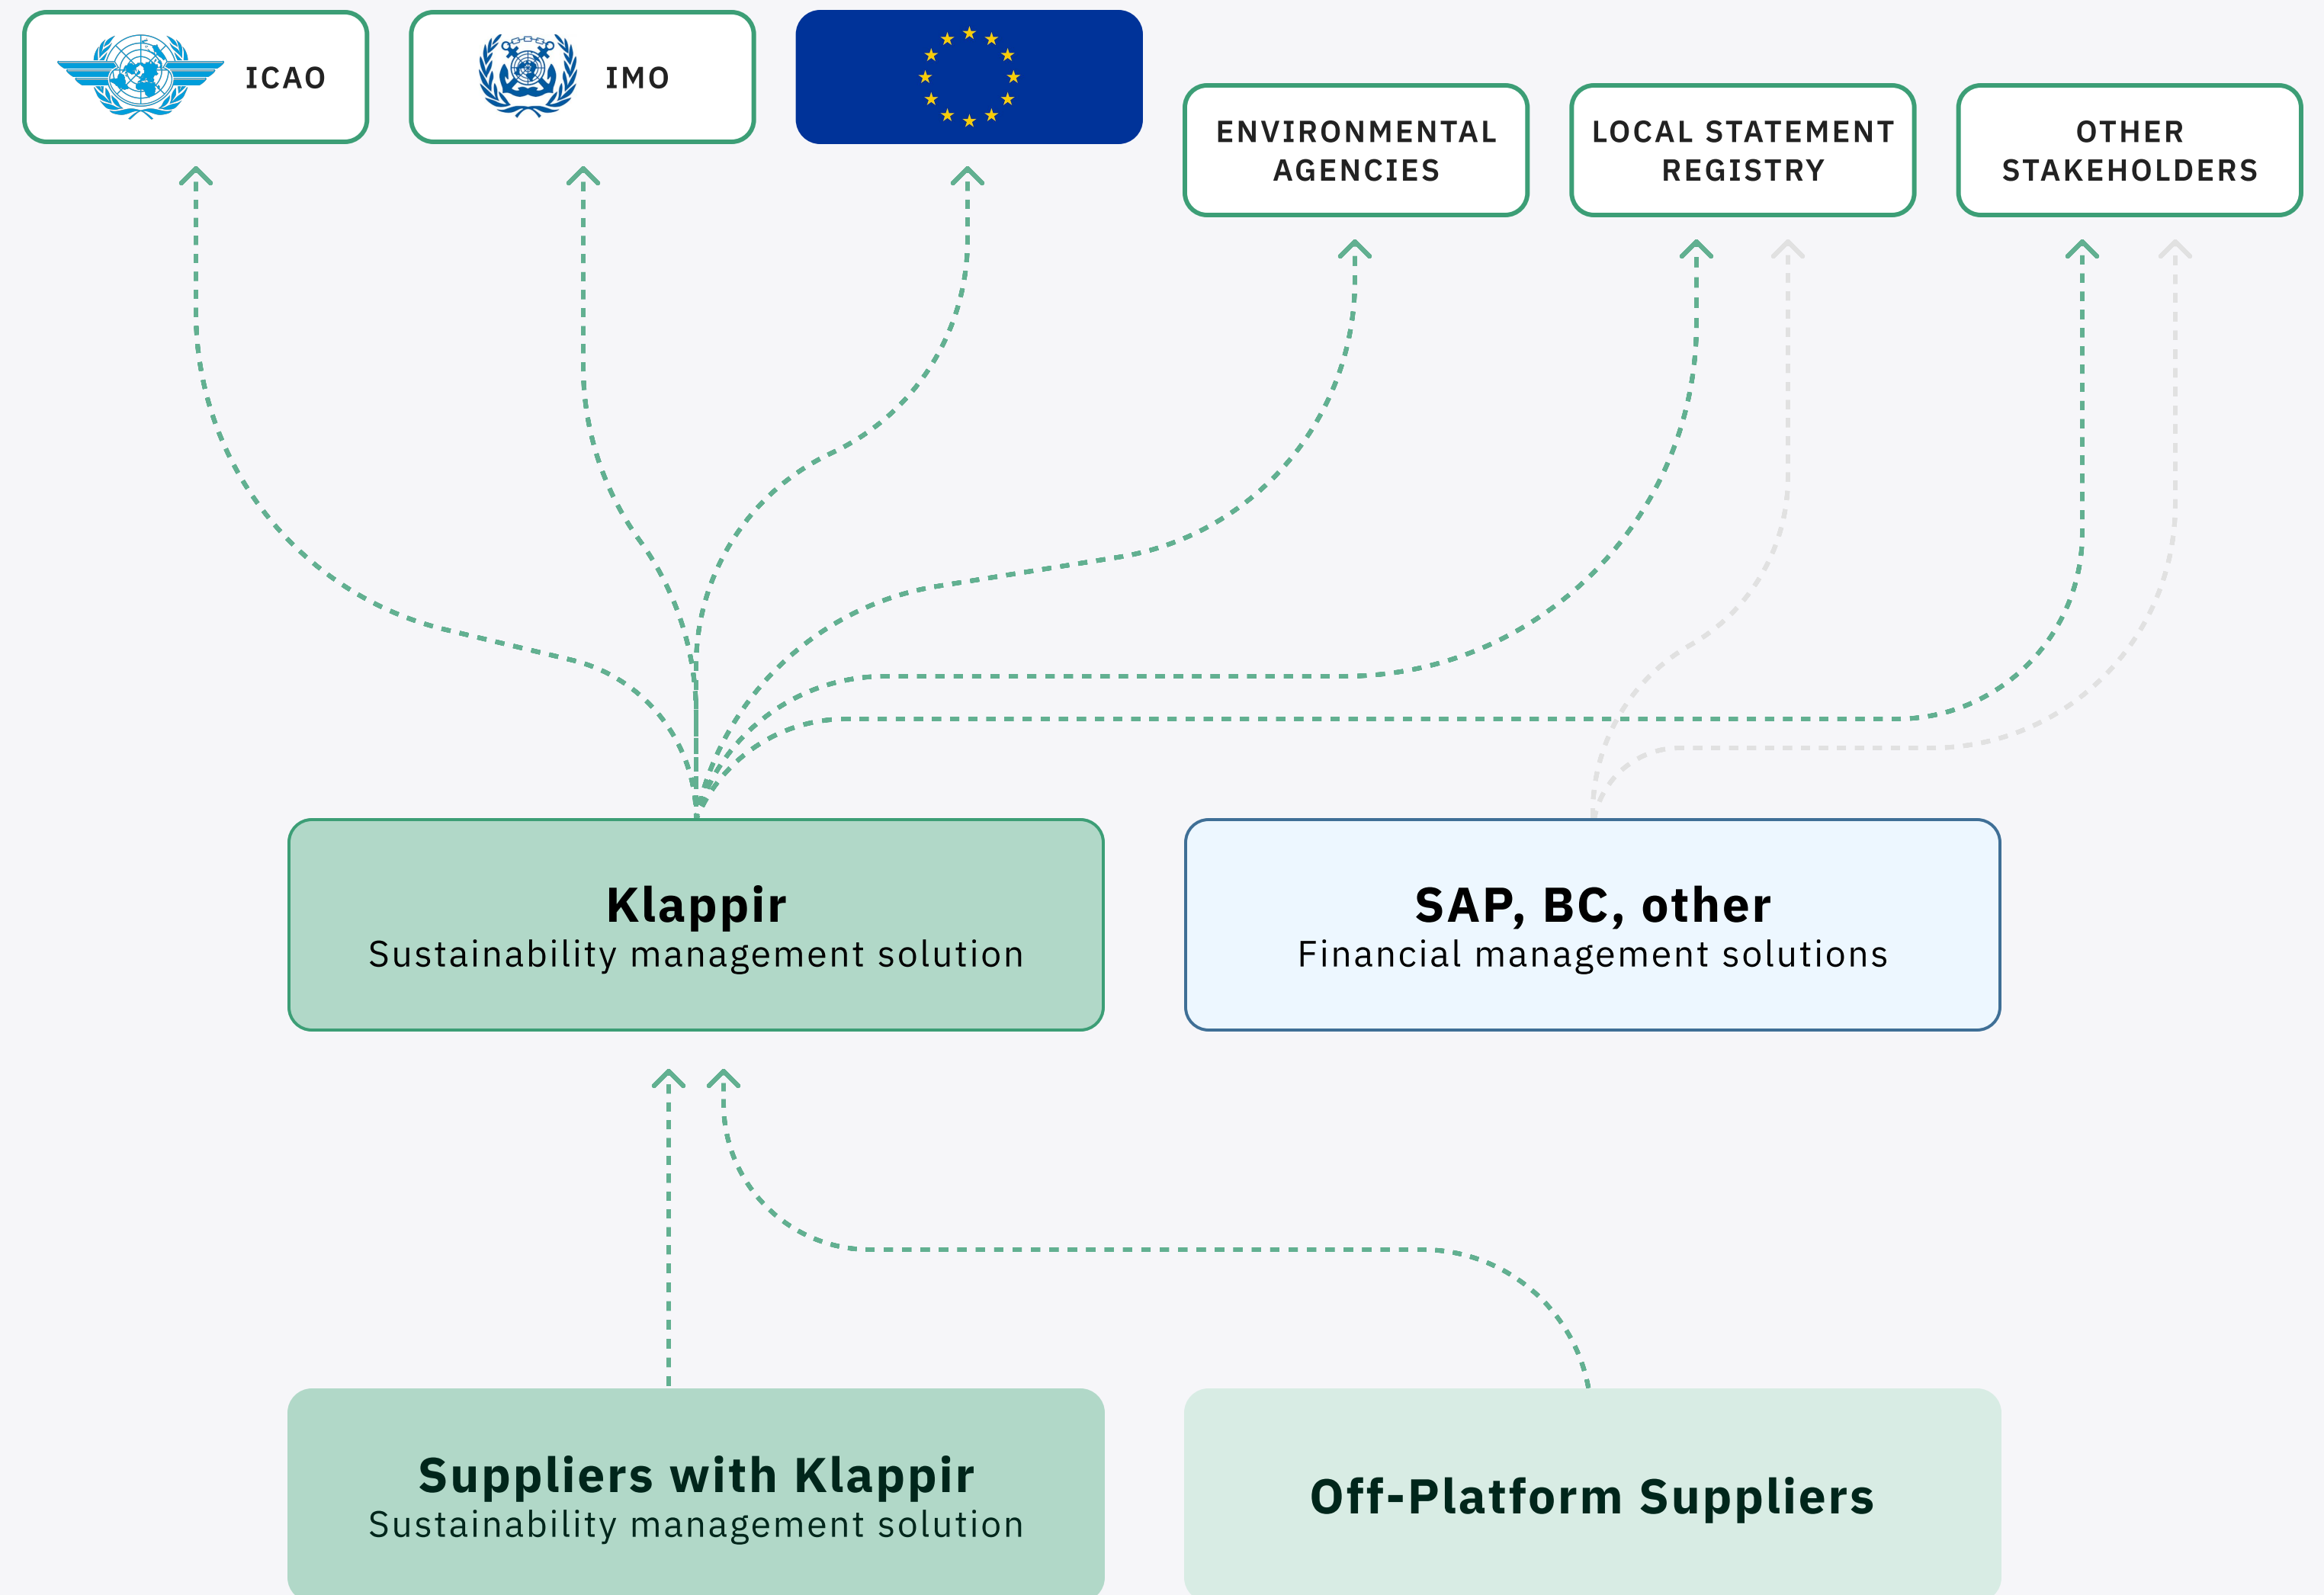 ICAO
IMO
ENVIRONMENTAL
AGENCIES
LOCAL STATEMENT
REGISTRY
OTHER
STAKEHOLDERS
Klappir
Sustainability management solution
SAP, BC, other
Financial management solutions
Suppliers with Klappir
Sustainability management solution
Off-Platform Suppliers